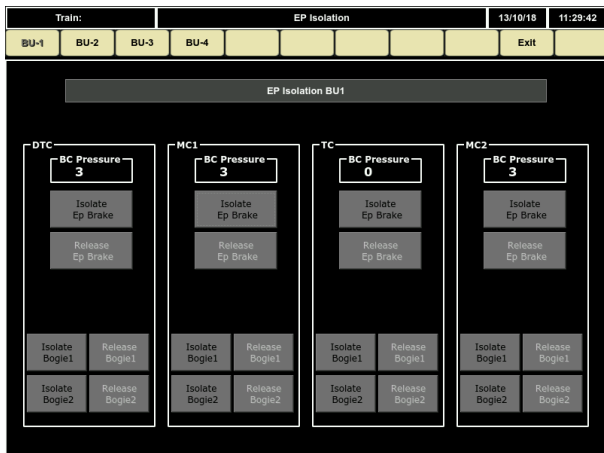 Train: EP Isolation 13/10/18 11:29:42
BU-1 BU-2 BU-3 BU-4 Exit
EP Isolation BU1
DTC MC1 TC MC2
BC Pressure BC Pressure BC Pressure BC Pressure
3 3 0 3
Isolate Isolate Isolate Isolate
Ep Brake Ep Brake Ep Brake Ep Brake
Release Release Release Release
Ep Brake Ep Brake Ep Brake Ep Brake
Isolate Release Isolate Release Isolate Release Isolate Release
Bogie1 Bogie1 Bogie1 Bogie1 Bogie1 Bogie1 Bogie1 Bogie1
Isolate Release Isolate Release Isolate Release Isolate Release
Bogie2 Bogie2 Bogie2 Bogie2 Bogie2 Bogie2 Bogie2 Bogie2